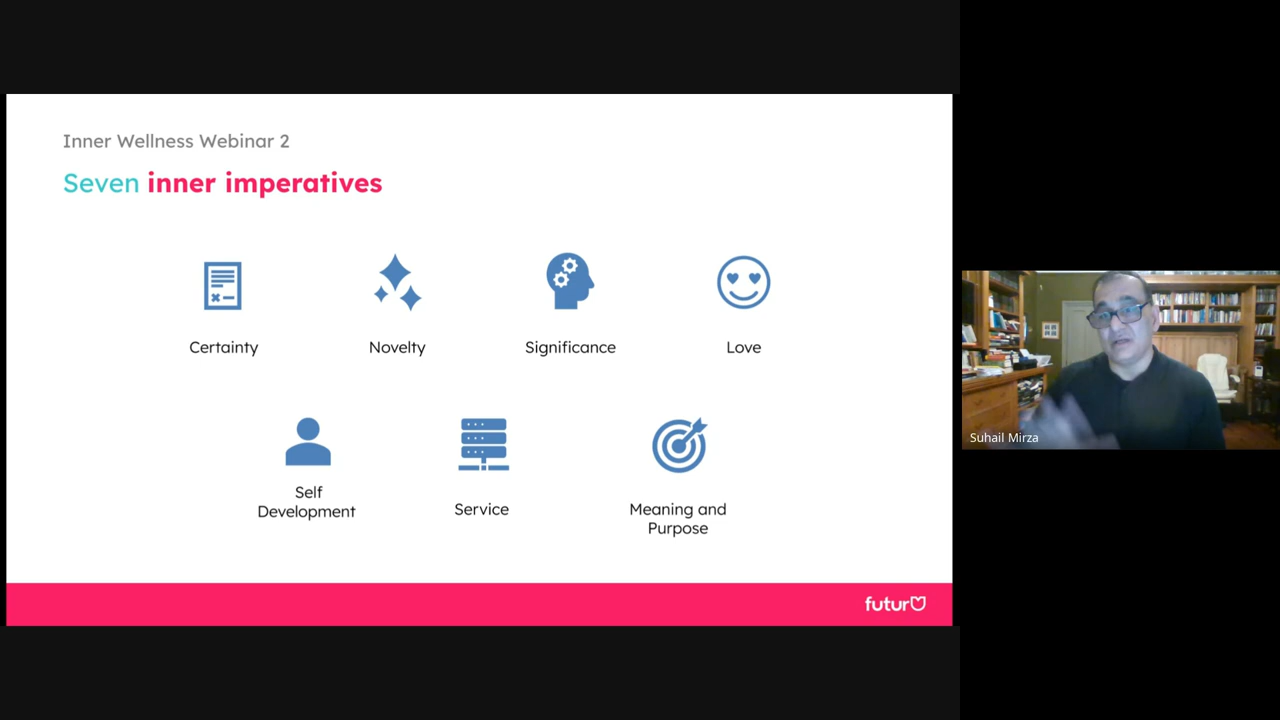 Inner Wellness Webinar 2
Seven inner imperatives
Certainty
Novelty
Significance
Love
Self
Development
Service
Meaning and
Purpose
futur
Suhail Mirza